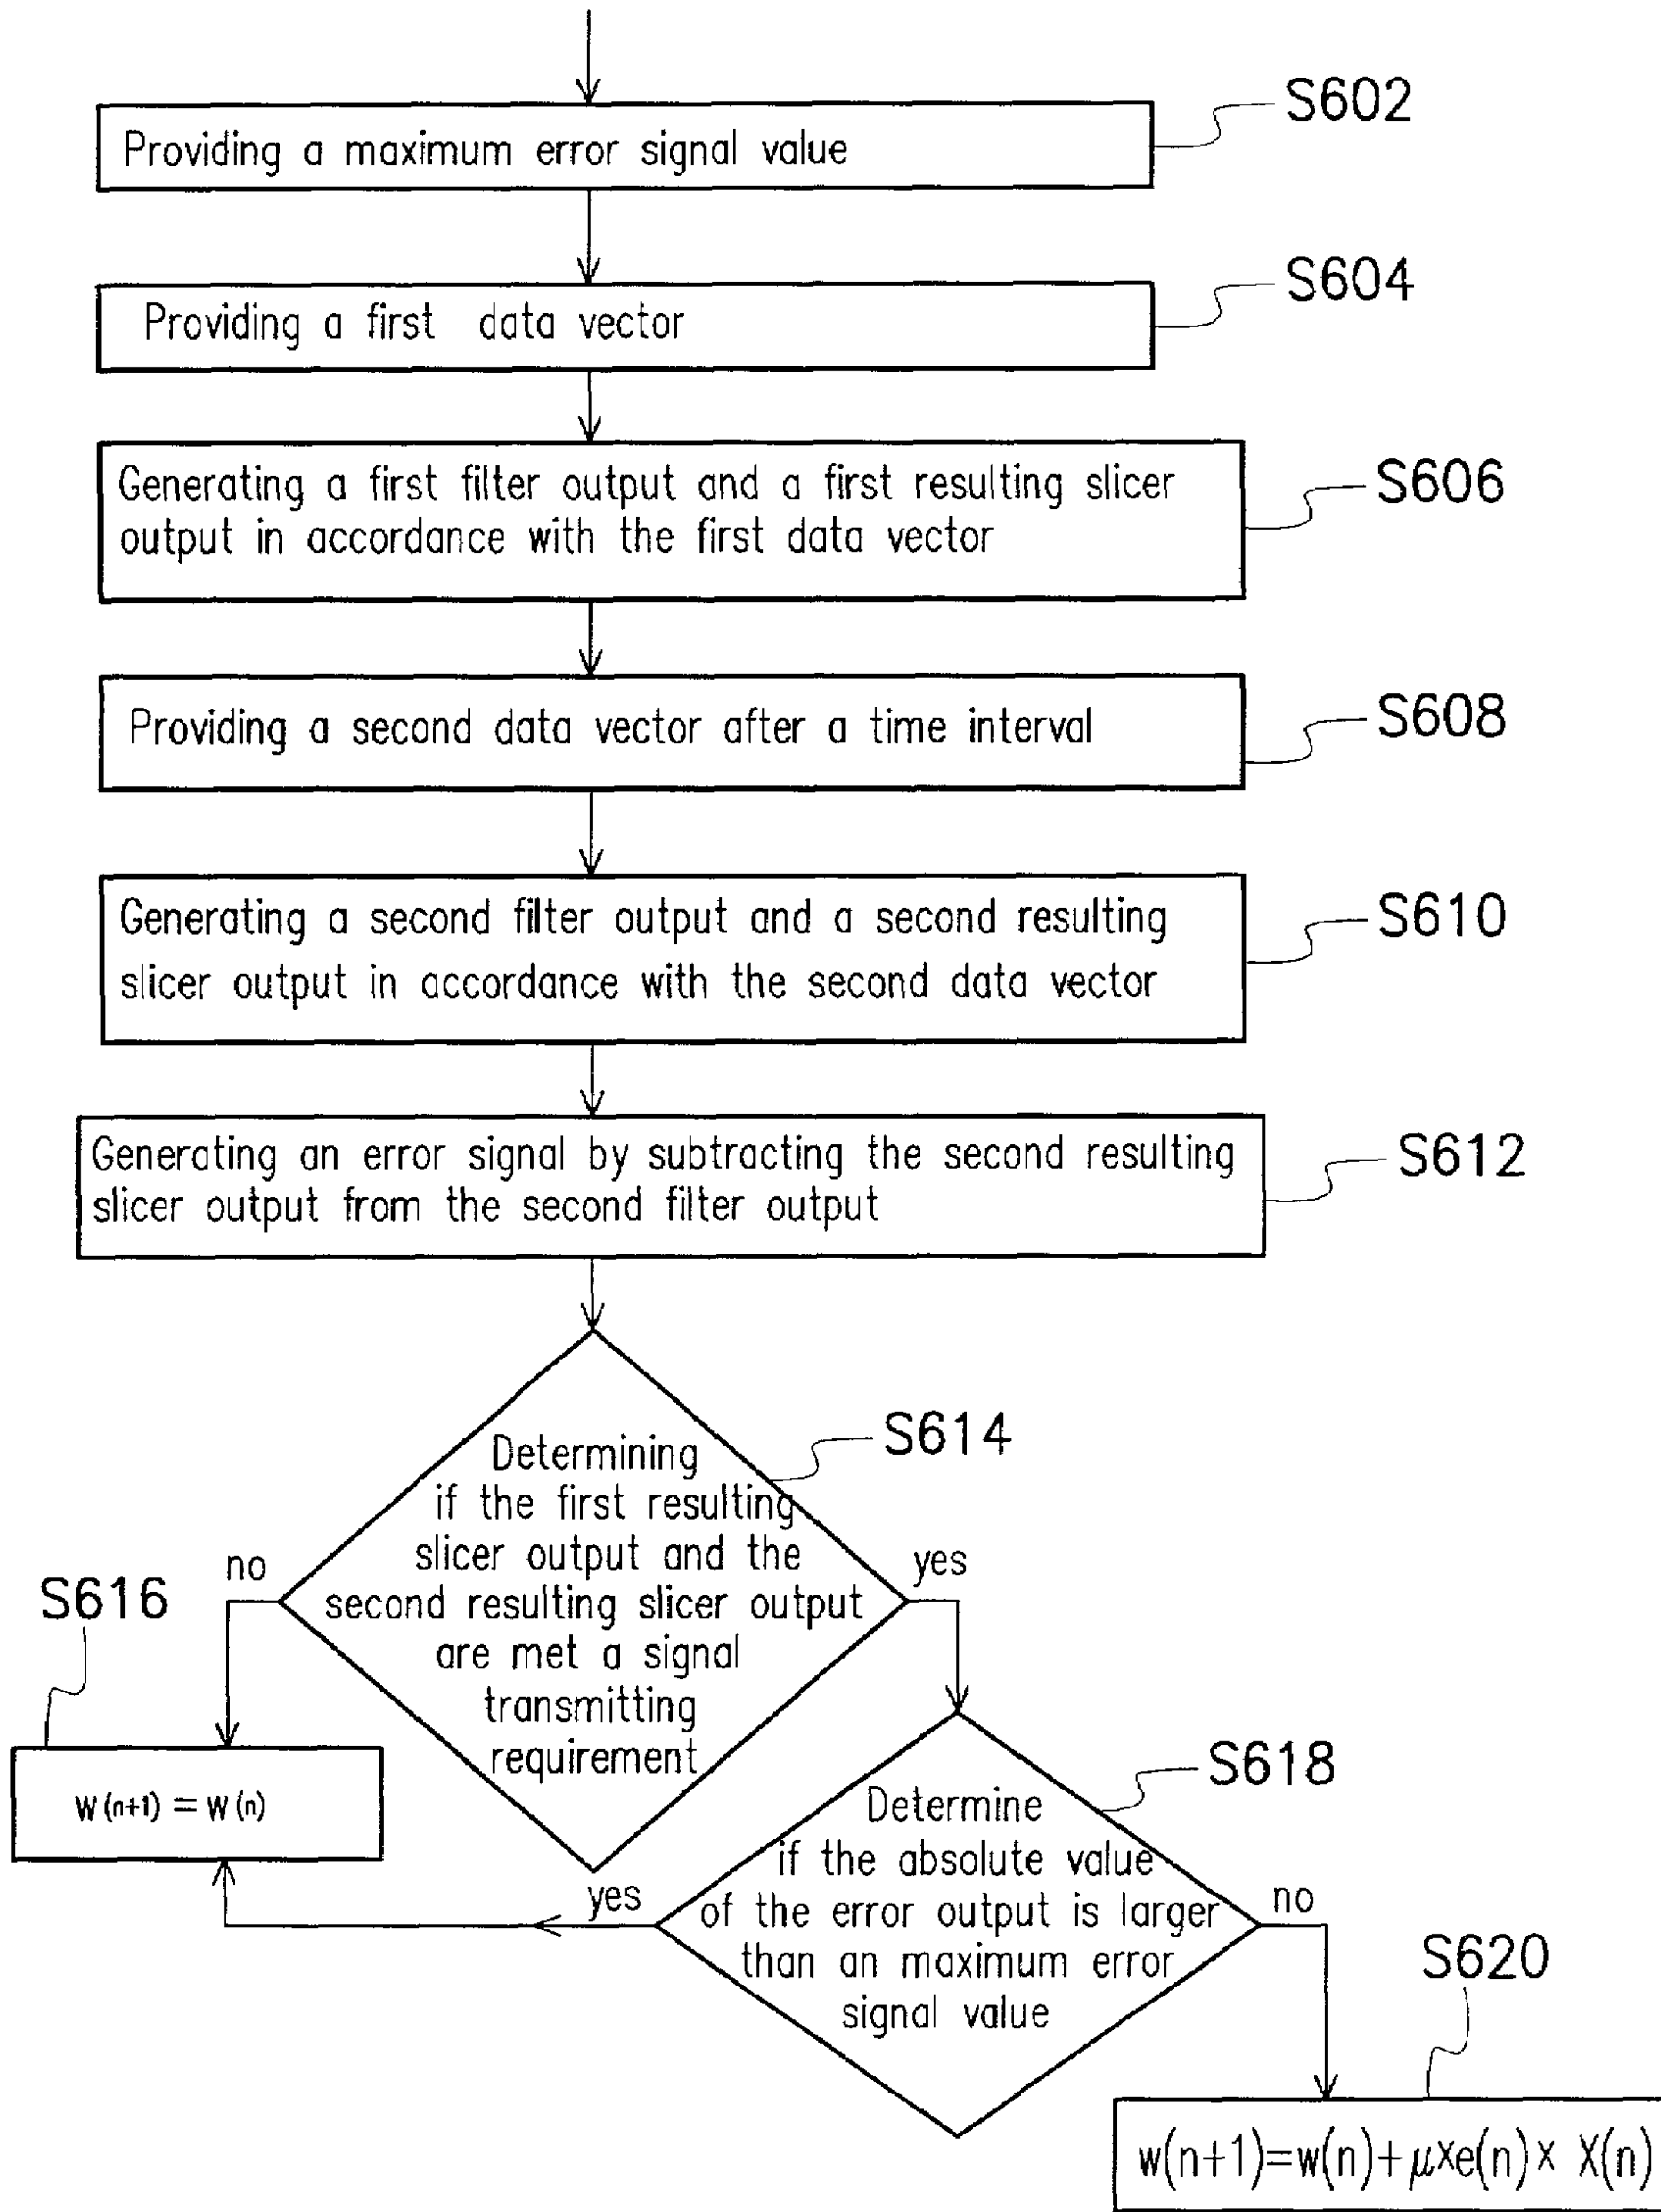 S602
Providing a maximum error signal value
S604
Providing a first data vector
S606
Generating a first filter output and a first resulting slicer
output in accordance with the first data vector
S608
Providing a second data vector after a time interval
S610
Generating a second filter output and a second resulting
slicer output in accordance with the second data vector
S612
Generating an error signal by subtracting the second resulting
slicer output from the second filter output
S614
Determining
if the first resulting
slicer output and the
second resulting slicer output
are met a signal
transmitting
requirement
no
yes
S616
w(n+1) = w(n)
S618
Determine
if the absolute value
of the error output is larger
than an maximum error
signal value
yes
no
S620
w(n+1)=w(n)+μxe(n)× X(n)